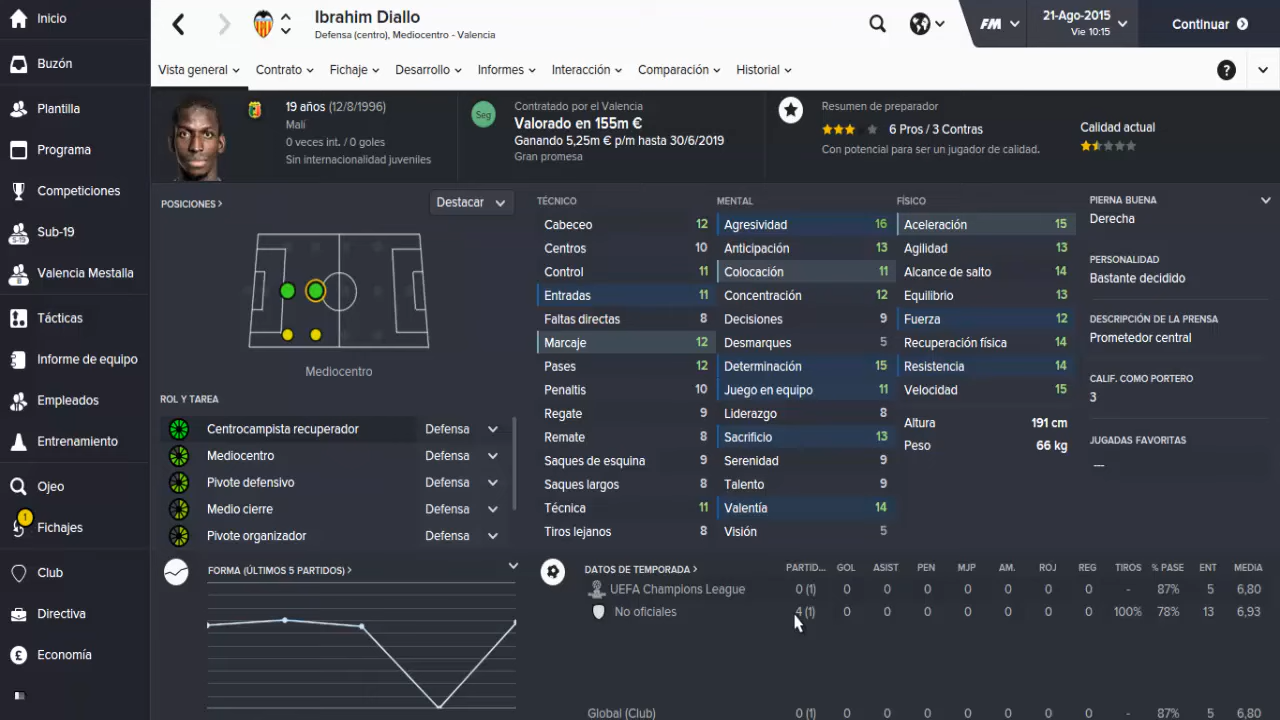 Inicio
Buzón
Plantilla
Programa
Competiciones
Sub-19
S-19
Valencia Mestalla
Tácticas
Informe de equipo
Empleados
Entrenamiento
Ojeo
1
Fichajes
Club
Directiva
Economía
Ibrahim Diallo
Defensa (centro), Mediocentro - Valencia
FM
21-Ago-2015
Vie 10:15
Continuar
Vista general
Contrato
Fichaje
Desarrollo
Informes
Interacción
Comparación
Historial
?
19 años (12/8/1996)
Malí
0 veces int. / 0 goles
Sin internacionalidad juveniles
Seg
Contratado por el Valencia
Valorado en 155m €
Ganando 5,25m € p/m hasta 30/6/2019
Gran promesa
Resumen de preparador
6 Pros / 3 Contras
Con potencial para ser un jugador de calidad.
Calidad actual
POSICIONES >
Destacar
Mediocentro
ROL Y TAREA
Centrocampista recuperador Defensa
Mediocentro Defensa
Pivote defensivo Defensa
Medio cierre Defensa
Pivote organizador Defensa
TÉCNICO
Cabeceo 12
Centros 10
Control 11
Entradas 11
Faltas directas 8
Marcaje 12
Pases 12
Penaltis 10
Regate 9
Remate 8
Saques de esquina 9
Saques largos 8
Técnica 11
Tiros lejanos 8
MENTAL
Agresividad 16
Anticipación 13
Colocación 11
Concentración 12
Decisiones 9
Desmarques 5
Determinación 15
Juego en equipo 11
Liderazgo 8
Sacrificio 13
Serenidad 9
Talento 9
Valentía 14
Visión 5
FÍSICO
Aceleración 15
Agilidad 13
Alcance de salto 14
Equilibrio 13
Fuerza 12
Recuperación física 14
Resistencia 14
Velocidad 15
Altura 191 cm
Peso 66 kg
PIERNA BUENA
Derecha
PERSONALIDAD
Bastante decidido
DESCRIPCIÓN DE LA PRENSA
Prometedor central
CALIF. COMO PORTERO
3
JUGADAS FAVORITAS
---
FORMA (ÚLTIMOS 5 PARTIDOS) >
DATOS DE TEMPORADA > PARTID... GOL ASIST PEN MJP AM. ROJ REG TIROS % PASE ENT MEDIA
UEFA Champions League 0 (1) 0 0 0 0 0 0 0 - 87% 5 6,80
No oficiales 4 (1) 0 0 0 0 0 0 0 100% 78% 13 6,93
Global (Club) 0 (1) 0 0 0 0 0 0 0 - 87% 5 6,80